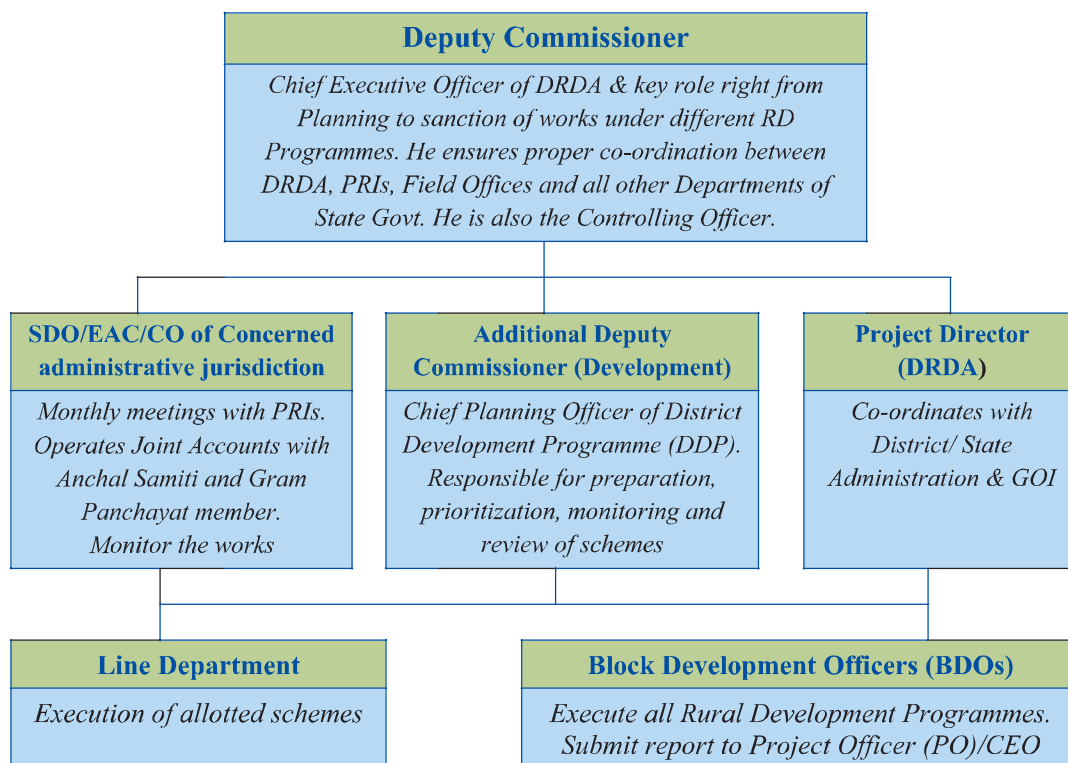 Deputy Commissioner
Chief Executive Officer of DRDA & key role right from
Planning to sanction of works under different RD
Programmes. He ensures proper co-ordination between
DRDA, PRIs, Field Offices and all other Departments of
State Govt. He is also the Controlling Officer.
SDO/EAC/CO of Concerned
administrative jurisdiction
Monthly meetings with PRIs.
Operates Joint Accounts with
Anchal Samiti and Gram
Panchayat member.
Monitor the works
Additional Deputy
Commissioner (Development)
Chief Planning Officer of District
Development Programme (DDP).
Responsible for preparation,
prioritization, monitoring and
review of schemes
Project Director
(DRDA)
Co-ordinates with
District/ State
Administration & GOI
Line Department
Execution of allotted schemes
Block Development Officers (BDOs)
Execute all Rural Development Programmes.
Submit report to Project Officer (PO)/CEO